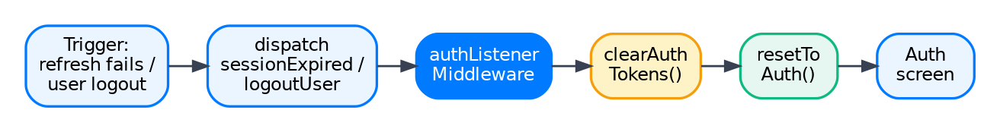 Trigger:
refresh fails /
user logout
dispatch
sessionExpired /
logoutUser
authListener
Middleware
clearAuth
Tokens()
resetTo
Auth()
Auth
screen